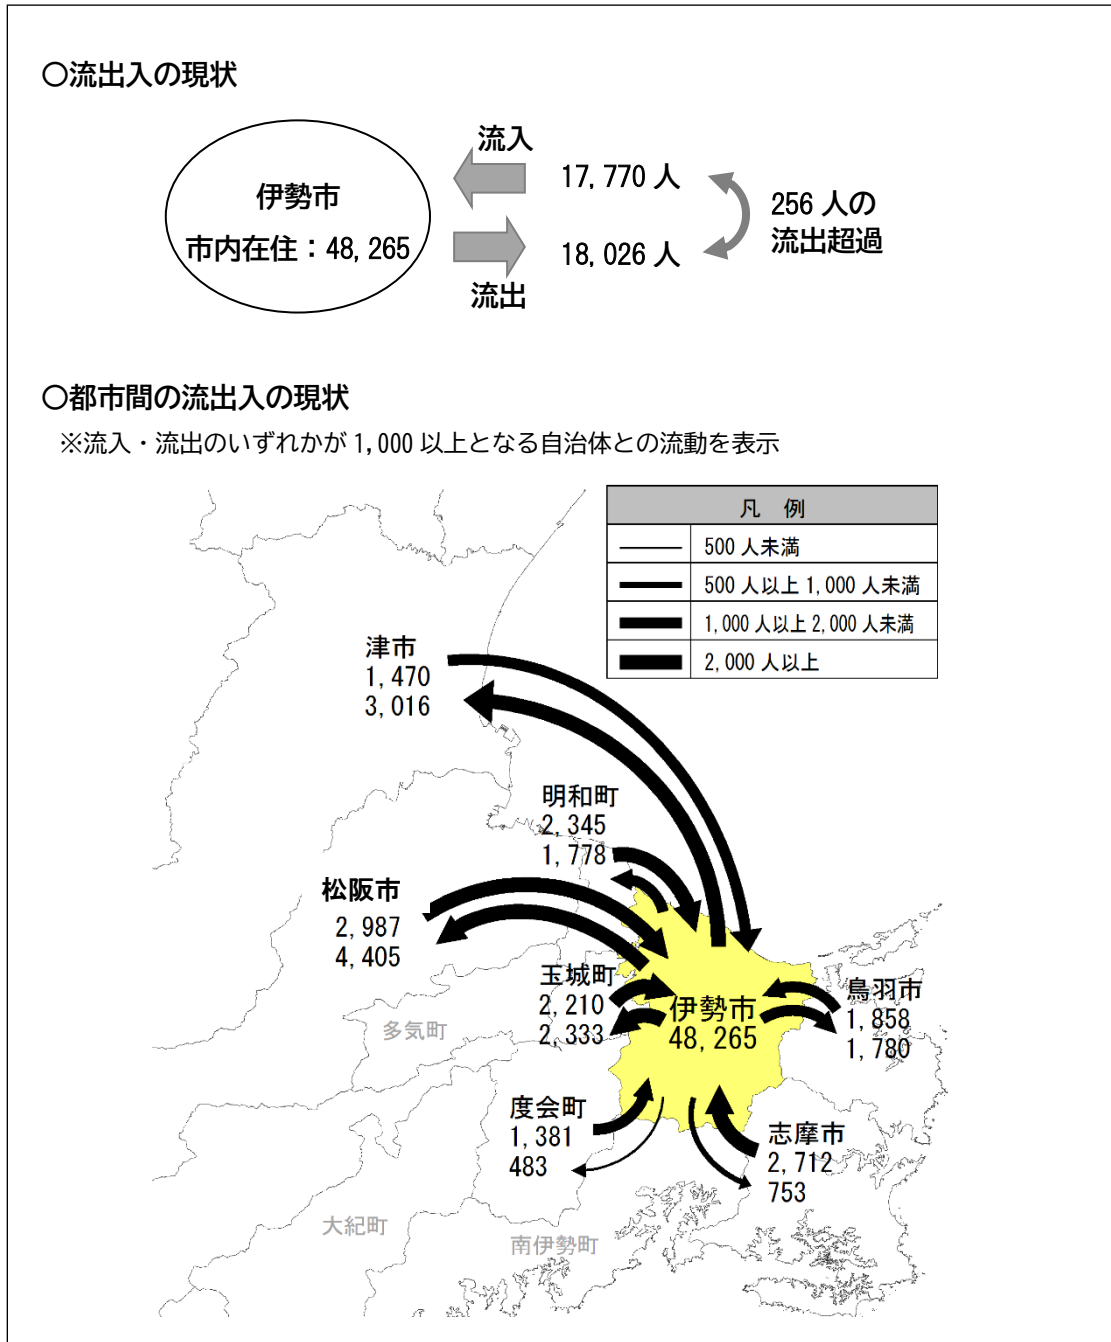 〇流出入の現状
流入
17,770 人
伊勢市
市内在住：48,265
256 人の
流出超過
18,026 人
流出
〇都市間の流出入の現状
※流入・流出のいずれかが 1,000 以上となる自治体との流動を表示
凡　例
500 人未満
500 人以上 1,000 人未満
1,000 人以上 2,000 人未満
2,000 人以上
津市
1,470
3,016
明和町
2,345
1,778
松阪市
2,987
4,405
玉城町
2,210
2,333
伊勢市
48,265
鳥羽市
1,858
1,780
多気町
度会町
1,381
483
志摩市
2,712
753
大紀町
南伊勢町